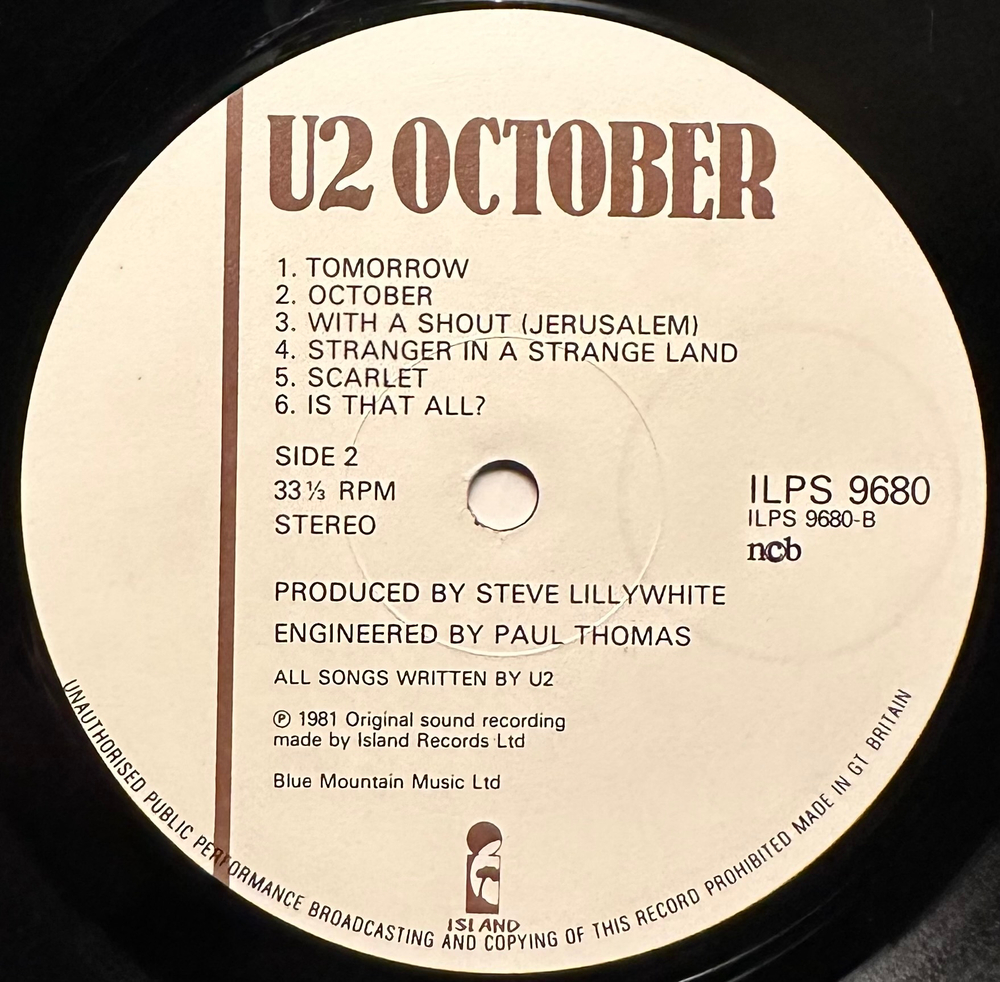 U2 OCTOBER
1. TOMORROW
2. OCTOBER
3. WITH A SHOUT (JERUSALEM)
4. STRANGER IN A STRANGE LAND
5. SCARLET
6. IS THAT ALL?
SIDE 2
33⅓ RPM
STEREO
ILPS 9680
ILPS 9680-B
ncb
PRODUCED BY STEVE LILLYWHITE
ENGINEERED BY PAUL THOMAS
ALL SONGS WRITTEN BY U2
℗ 1981 Original sound recording
made by Island Records Ltd
Blue Mountain Music Ltd
ISLAND
UNAUTHORISED PUBLIC PERFORMANCE BROADCASTING AND COPYING OF THIS RECORD PROHIBITED MADE IN GT BRITAIN